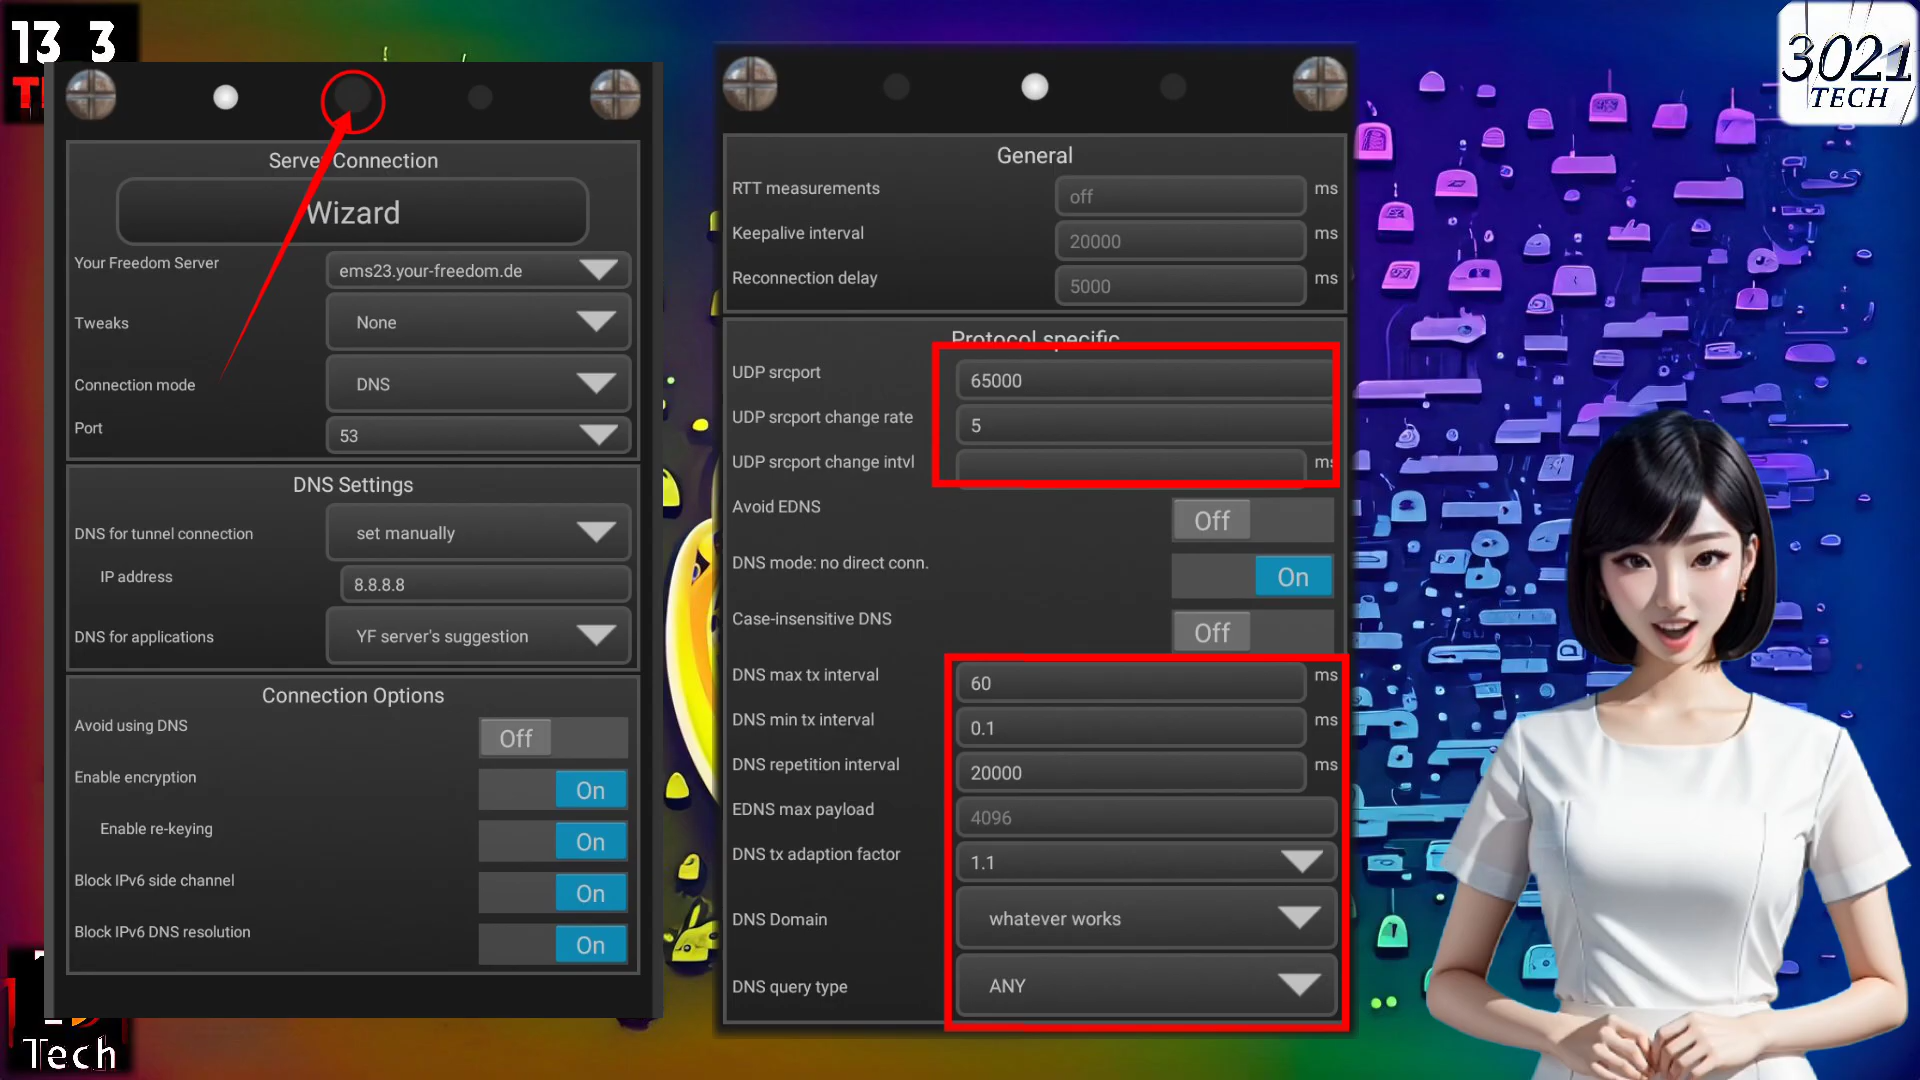 13 3
Server Connection
Wizard
Your Freedom Server
ems23.your-freedom.de
Tweaks
None
Connection mode
DNS
Port
53
DNS Settings
DNS for tunnel connection
set manually
IP address
8.8.8.8
DNS for applications
YF server's suggestion
Connection Options
Avoid using DNS
Off
Enable encryption
On
Enable re-keying
On
Block IPv6 side channel
On
Block IPv6 DNS resolution
On
Tech
General
RTT measurements
off ms
Keepalive interval
20000 ms
Reconnection delay
5000 ms
Protocol specific
UDP srcport
65000
UDP srcport change rate
5
UDP srcport change intvl
ms
Avoid EDNS
Off
DNS mode: no direct conn.
On
Case-insensitive DNS
Off
DNS max tx interval
60 ms
DNS min tx interval
0.1 ms
DNS repetition interval
20000 ms
EDNS max payload
4096
DNS tx adaption factor
1.1
DNS Domain
whatever works
DNS query type
ANY
3021
TECH